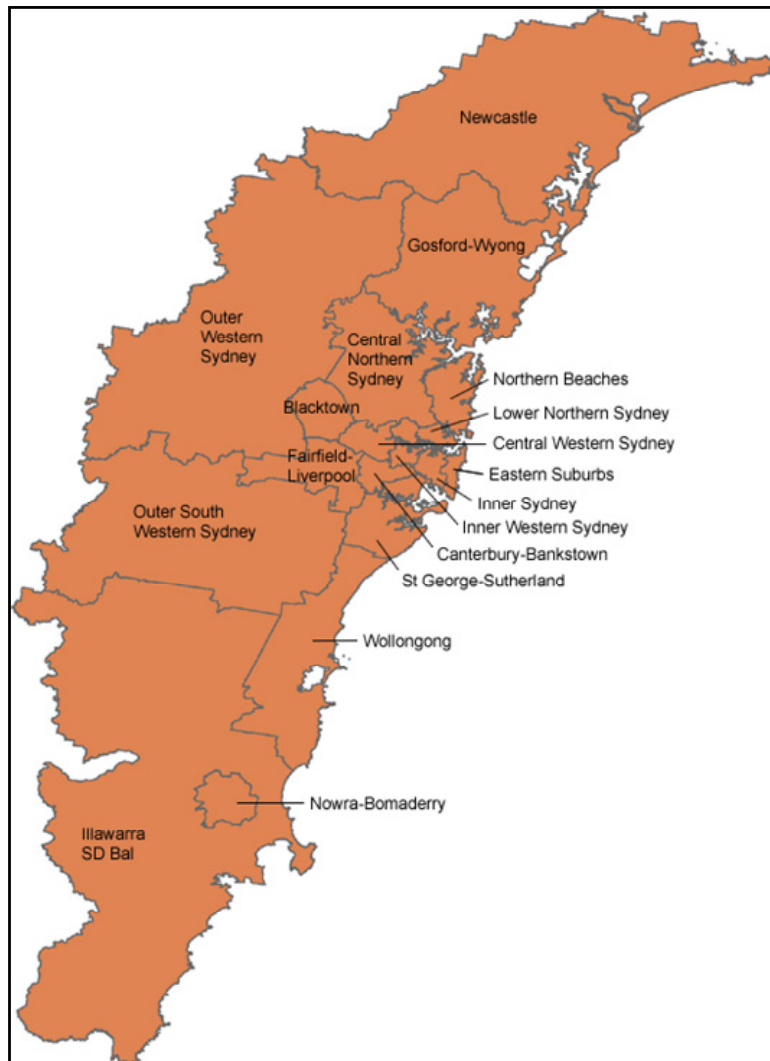 Newcastle
Gosford-Wyong
Outer
Western
Sydney
Central
Northern
Sydney
Northern Beaches
Blacktown
Lower Northern Sydney
Central Western Sydney
Fairfield-
Liverpool
Eastern Suburbs
Inner Sydney
Outer South
Western Sydney
Inner Western Sydney
Canterbury-Bankstown
St George-Sutherland
Wollongong
Nowra-Bomaderry
Illawarra
SD Bal